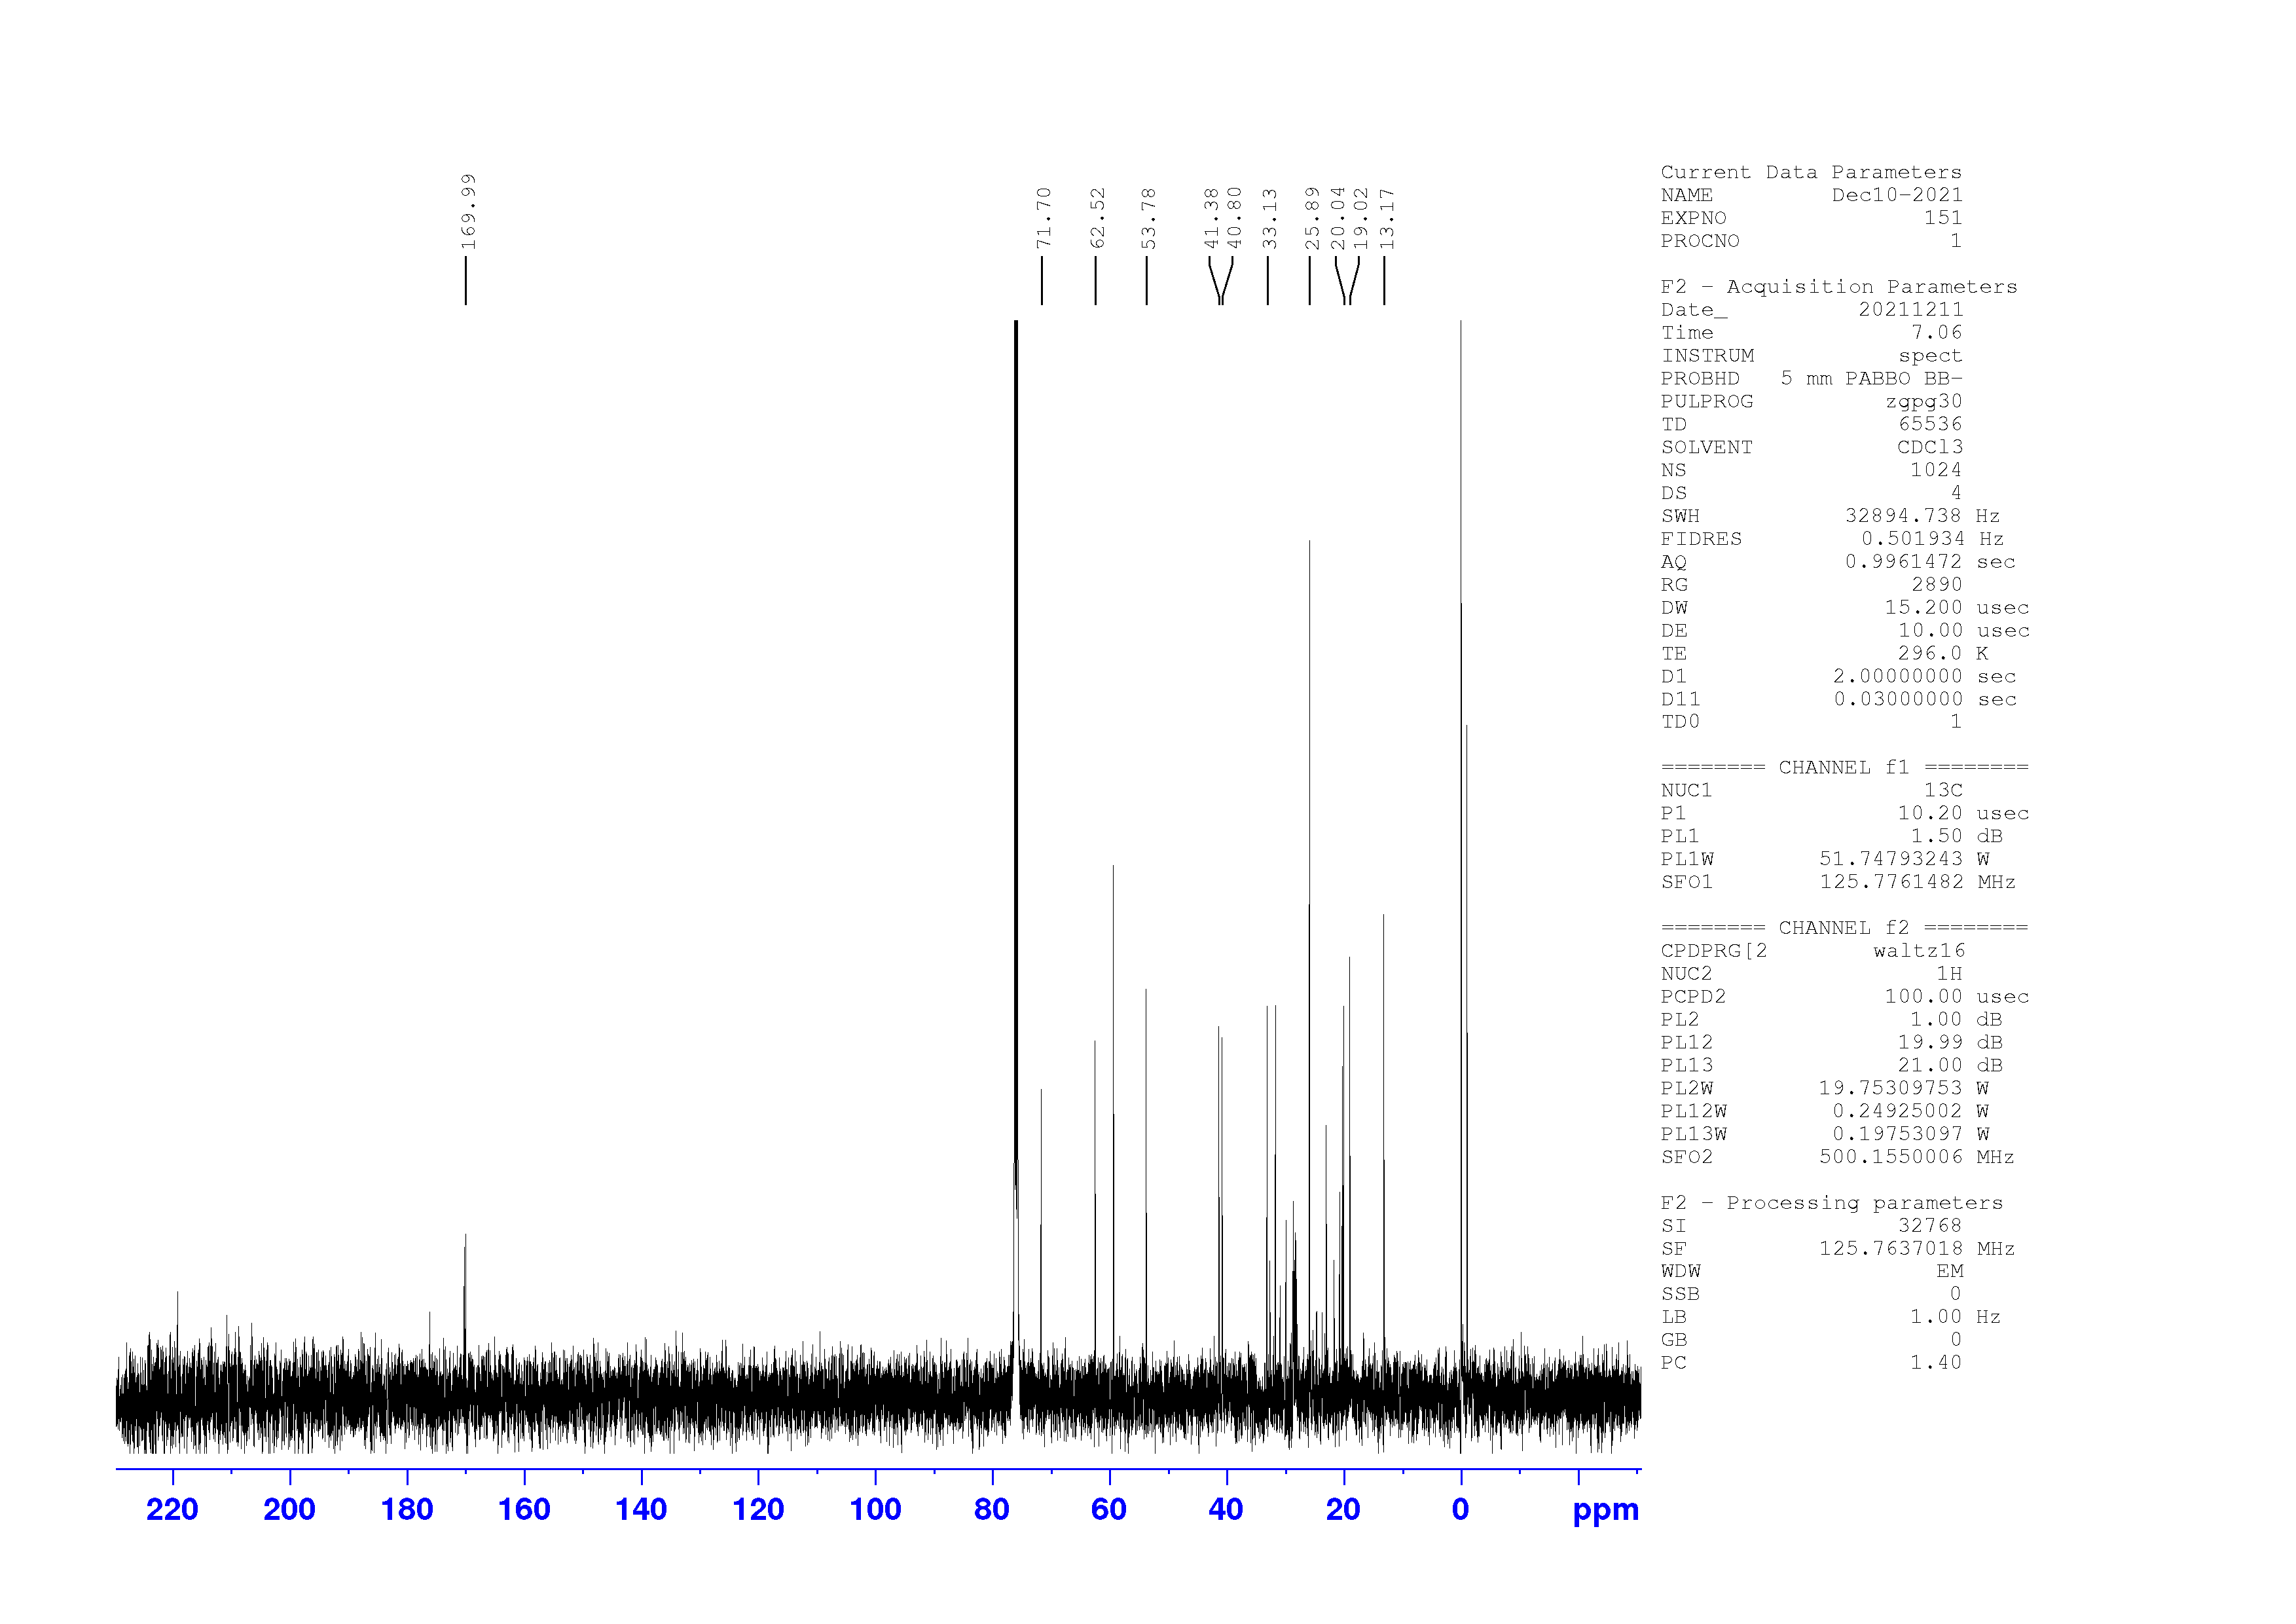 169.99
71.70
62.52
53.78
41.38
40.80
33.13
25.89
20.04
19.02
13.17
Current Data Parameters
NAME Dec10-2021
EXPNO 151
PROCNO 1
F2 - Acquisition Parameters
Date_ 20211211
Time 7.06
INSTRUM spect
PROBHD 5 mm PABBO BB-
PULPROG zgpg30
TD 65536
SOLVENT CDCl3
NS 1024
DS 4
SWH 32894.738 Hz
FIDRES 0.501934 Hz
AQ 0.9961472 sec
RG 2890
DW 15.200 usec
DE 10.00 usec
TE 296.0 K
D1 2.00000000 sec
D11 0.03000000 sec
TD0 1
======== CHANNEL f1 ========
NUC1 13C
P1 10.20 usec
PL1 1.50 dB
PL1W 51.74793243 W
SFO1 125.7761482 MHz
======== CHANNEL f2 ========
CPDPRG[2 waltz16
NUC2 1H
PCPD2 100.00 usec
PL2 1.00 dB
PL12 19.99 dB
PL13 21.00 dB
PL2W 19.75309753 W
PL12W 0.24925002 W
PL13W 0.19753097 W
SFO2 500.1550006 MHz
F2 - Processing parameters
SI 32768
SF 125.7637018 MHz
WDW EM
SSB 0
LB 1.00 Hz
GB 0
PC 1.40
220 200 180 160 140 120 100 80 60 40 20 0 ppm